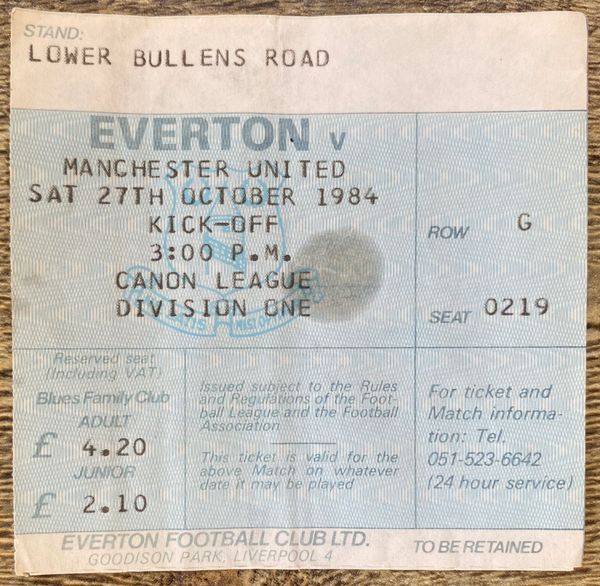 STAND:
LOWER BULLENS ROAD
EVERTON v
MANCHESTER UNITED
SAT 27TH OCTOBER 1984
KICK-OFF
3:00 P.M.
CANON LEAGUE
DIVISION ONE
ROW G
SEAT 0219
Reserved seat
(Including VAT)
Blues Family Club
ADULT
£ 4.20
JUNIOR
£ 2.10
Issued subject to the Rules
and Regulations of the Foot-
ball League and the Football
Association
This ticket is valid for the
above Match on whatever
date it may be played
For ticket and
Match informa-
tion: Tel.
051-523-6642
(24 hour service)
EVERTON FOOTBALL CLUB LTD.
GOODISON PARK, LIVERPOOL 4
TO BE RETAINED